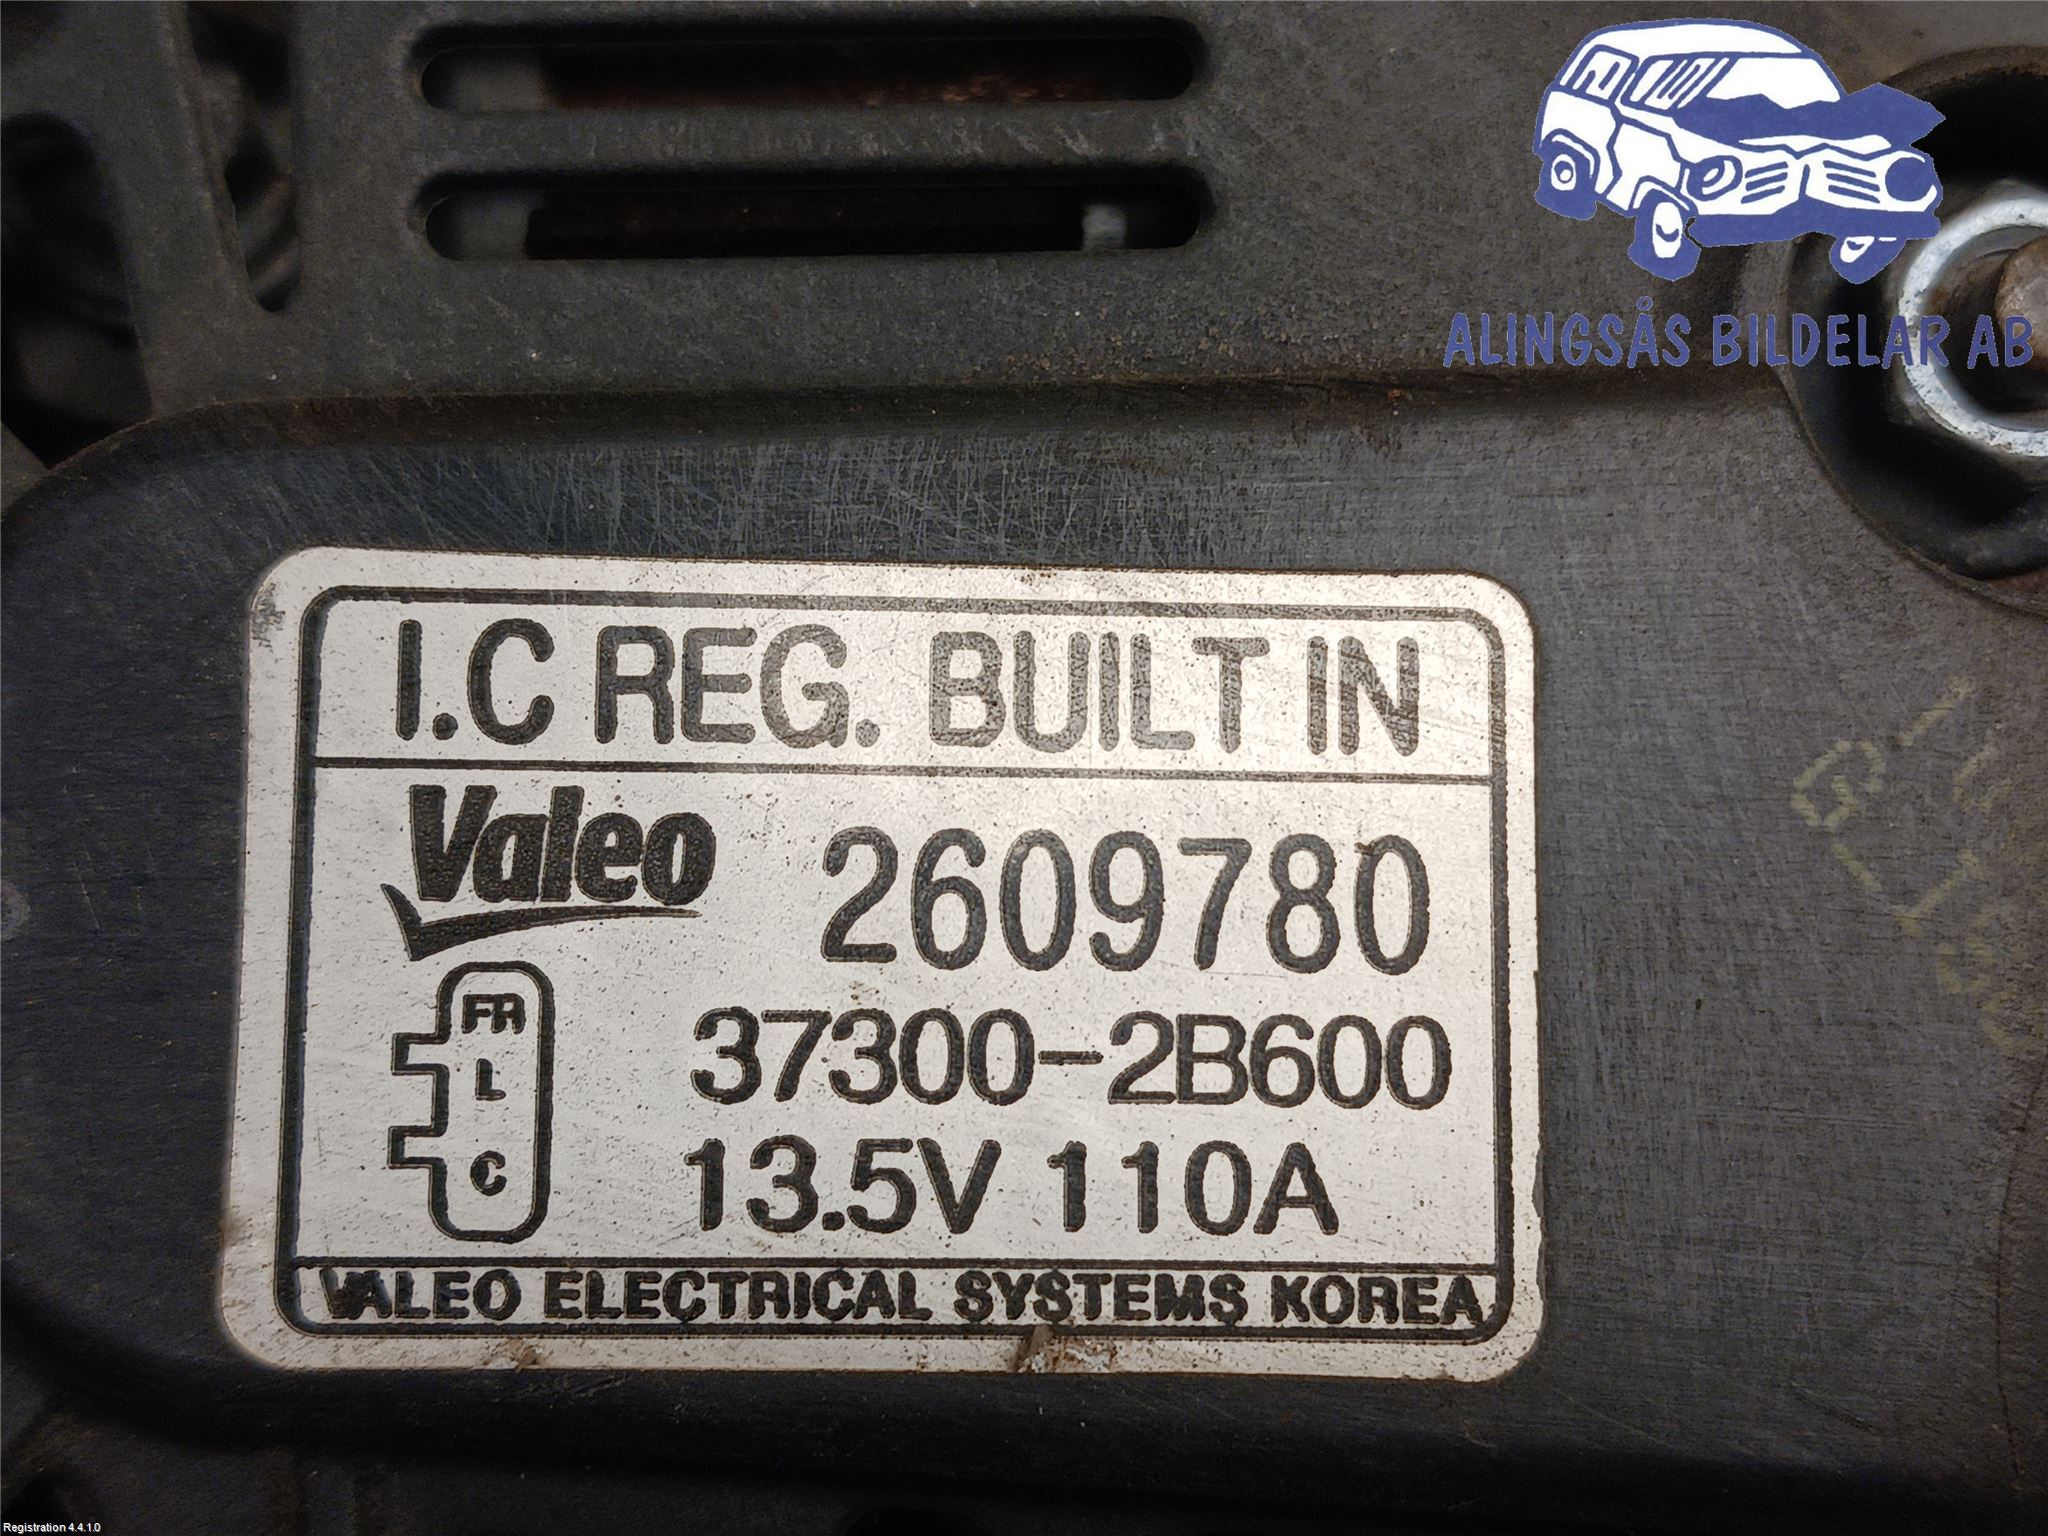 ALINGSÅS BILDELAR AB
I.C REG. BUILT IN
Valeo
2609780
FR
L
C
37300-2B600
13.5V 110A
VALEO ELECTRICAL SYSTEMS KOREA
Registration 4.4.1.0